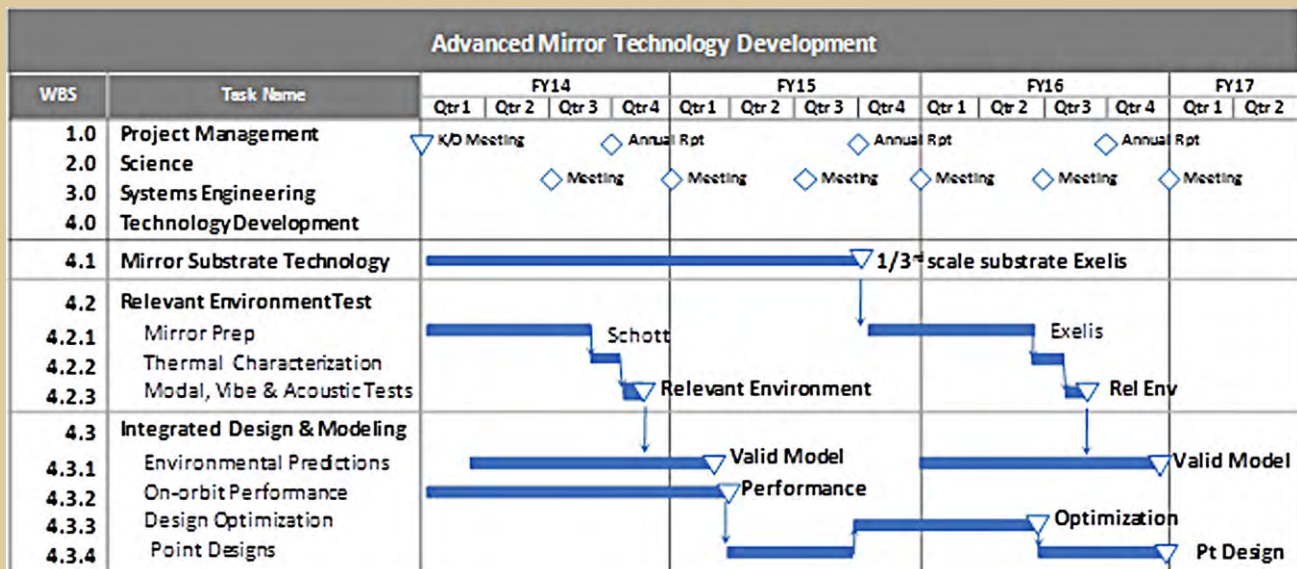 Advanced Mirror Technology Development
WBS Task Name FY14 FY15 FY16 FY17
Qtr 1 Qtr 2 Qtr 3 Qtr 4 Qtr 1 Qtr 2 Qtr 3 Qtr 4 Qtr 1 Qtr 2 Qtr 3 Qtr 4 Qtr 1 Qtr 2
1.0 Project Management K/O Meeting Annual Rpt Annual Rpt Annual Rpt
2.0 Science
3.0 Systems Engineering Meeting Meeting Meeting Meeting Meeting Meeting
4.0 Technology Development
4.1 Mirror Substrate Technology 1/3rd scale substrate Exelis
4.2 Relevant Environment Test
4.2.1 Mirror Prep Schott Exelis
4.2.2 Thermal Characterization
4.2.3 Modal, Vibe & Acoustic Tests Relevant Environment Rel Env
4.3 Integrated Design & Modeling
4.3.1 Environmental Predictions Valid Model Valid Model
4.3.2 On-orbit Performance Performance
4.3.3 Design Optimization Optimization
4.3.4 Point Designs Pt Design